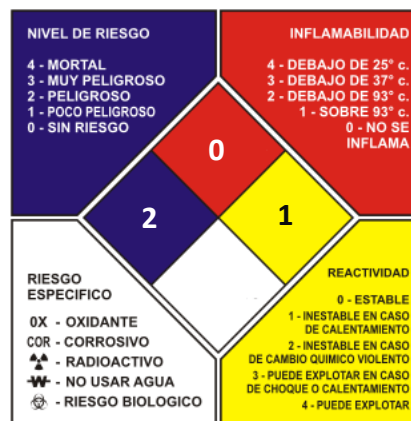 NIVEL DE RIESGO
4 - MORTAL
3 - MUY PELIGROSO
2 - PELIGROSO
1 - POCO PELIGROSO
0 - SIN RIESGO
INFLAMABILIDAD
4 - DEBAJO DE 25° c.
3 - DEBAJO DE 37° c.
2 - DEBAJO DE 93° c.
1 - SOBRE 93° c.
0 - NO SE
INFLAMA
0
2
1
RIESGO
ESPECIFICO
0X - OXIDANTE
COR - CORROSIVO
- RADIOACTIVO
W - NO USAR AGUA
- RIESGO BIOLOGICO
REACTIVIDAD
0 - ESTABLE
1 - INESTABLE EN CASO
DE CALENTAMIENTO
2 - INESTABLE EN CASO
DE CAMBIO QUIMICO VIOLENTO
3 - PUEDE EXPLOTAR EN CASO
DE CHOQUE O CALENTAMIENTO
4 - PUEDE EXPLOTAR